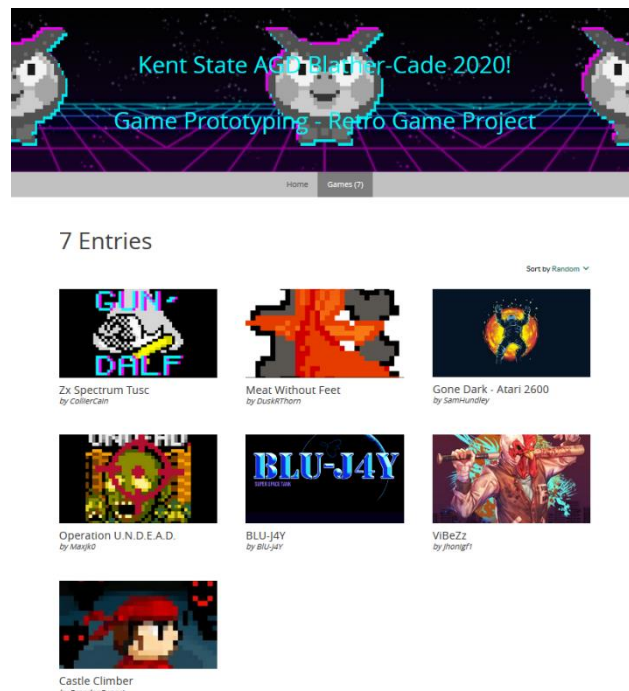 Kent State AGD Blather-Cade 2020!
Game Prototyping - Retro Game Project
Home Games (7)
7 Entries
Sort by Random
GUN-
DALF
Zx Spectrum Tusc
by CollierCain
Meat Without Feet
by DuskRThorn
Gone Dark - Atari 2600
by SamHundley
UNDEAD
Operation U.N.D.E.A.D.
by MaxJk0
BLU-J4Y
BLU-J4Y
by BlU-J4Y
ViBeZz
by Jhonigf1
Castle Climber